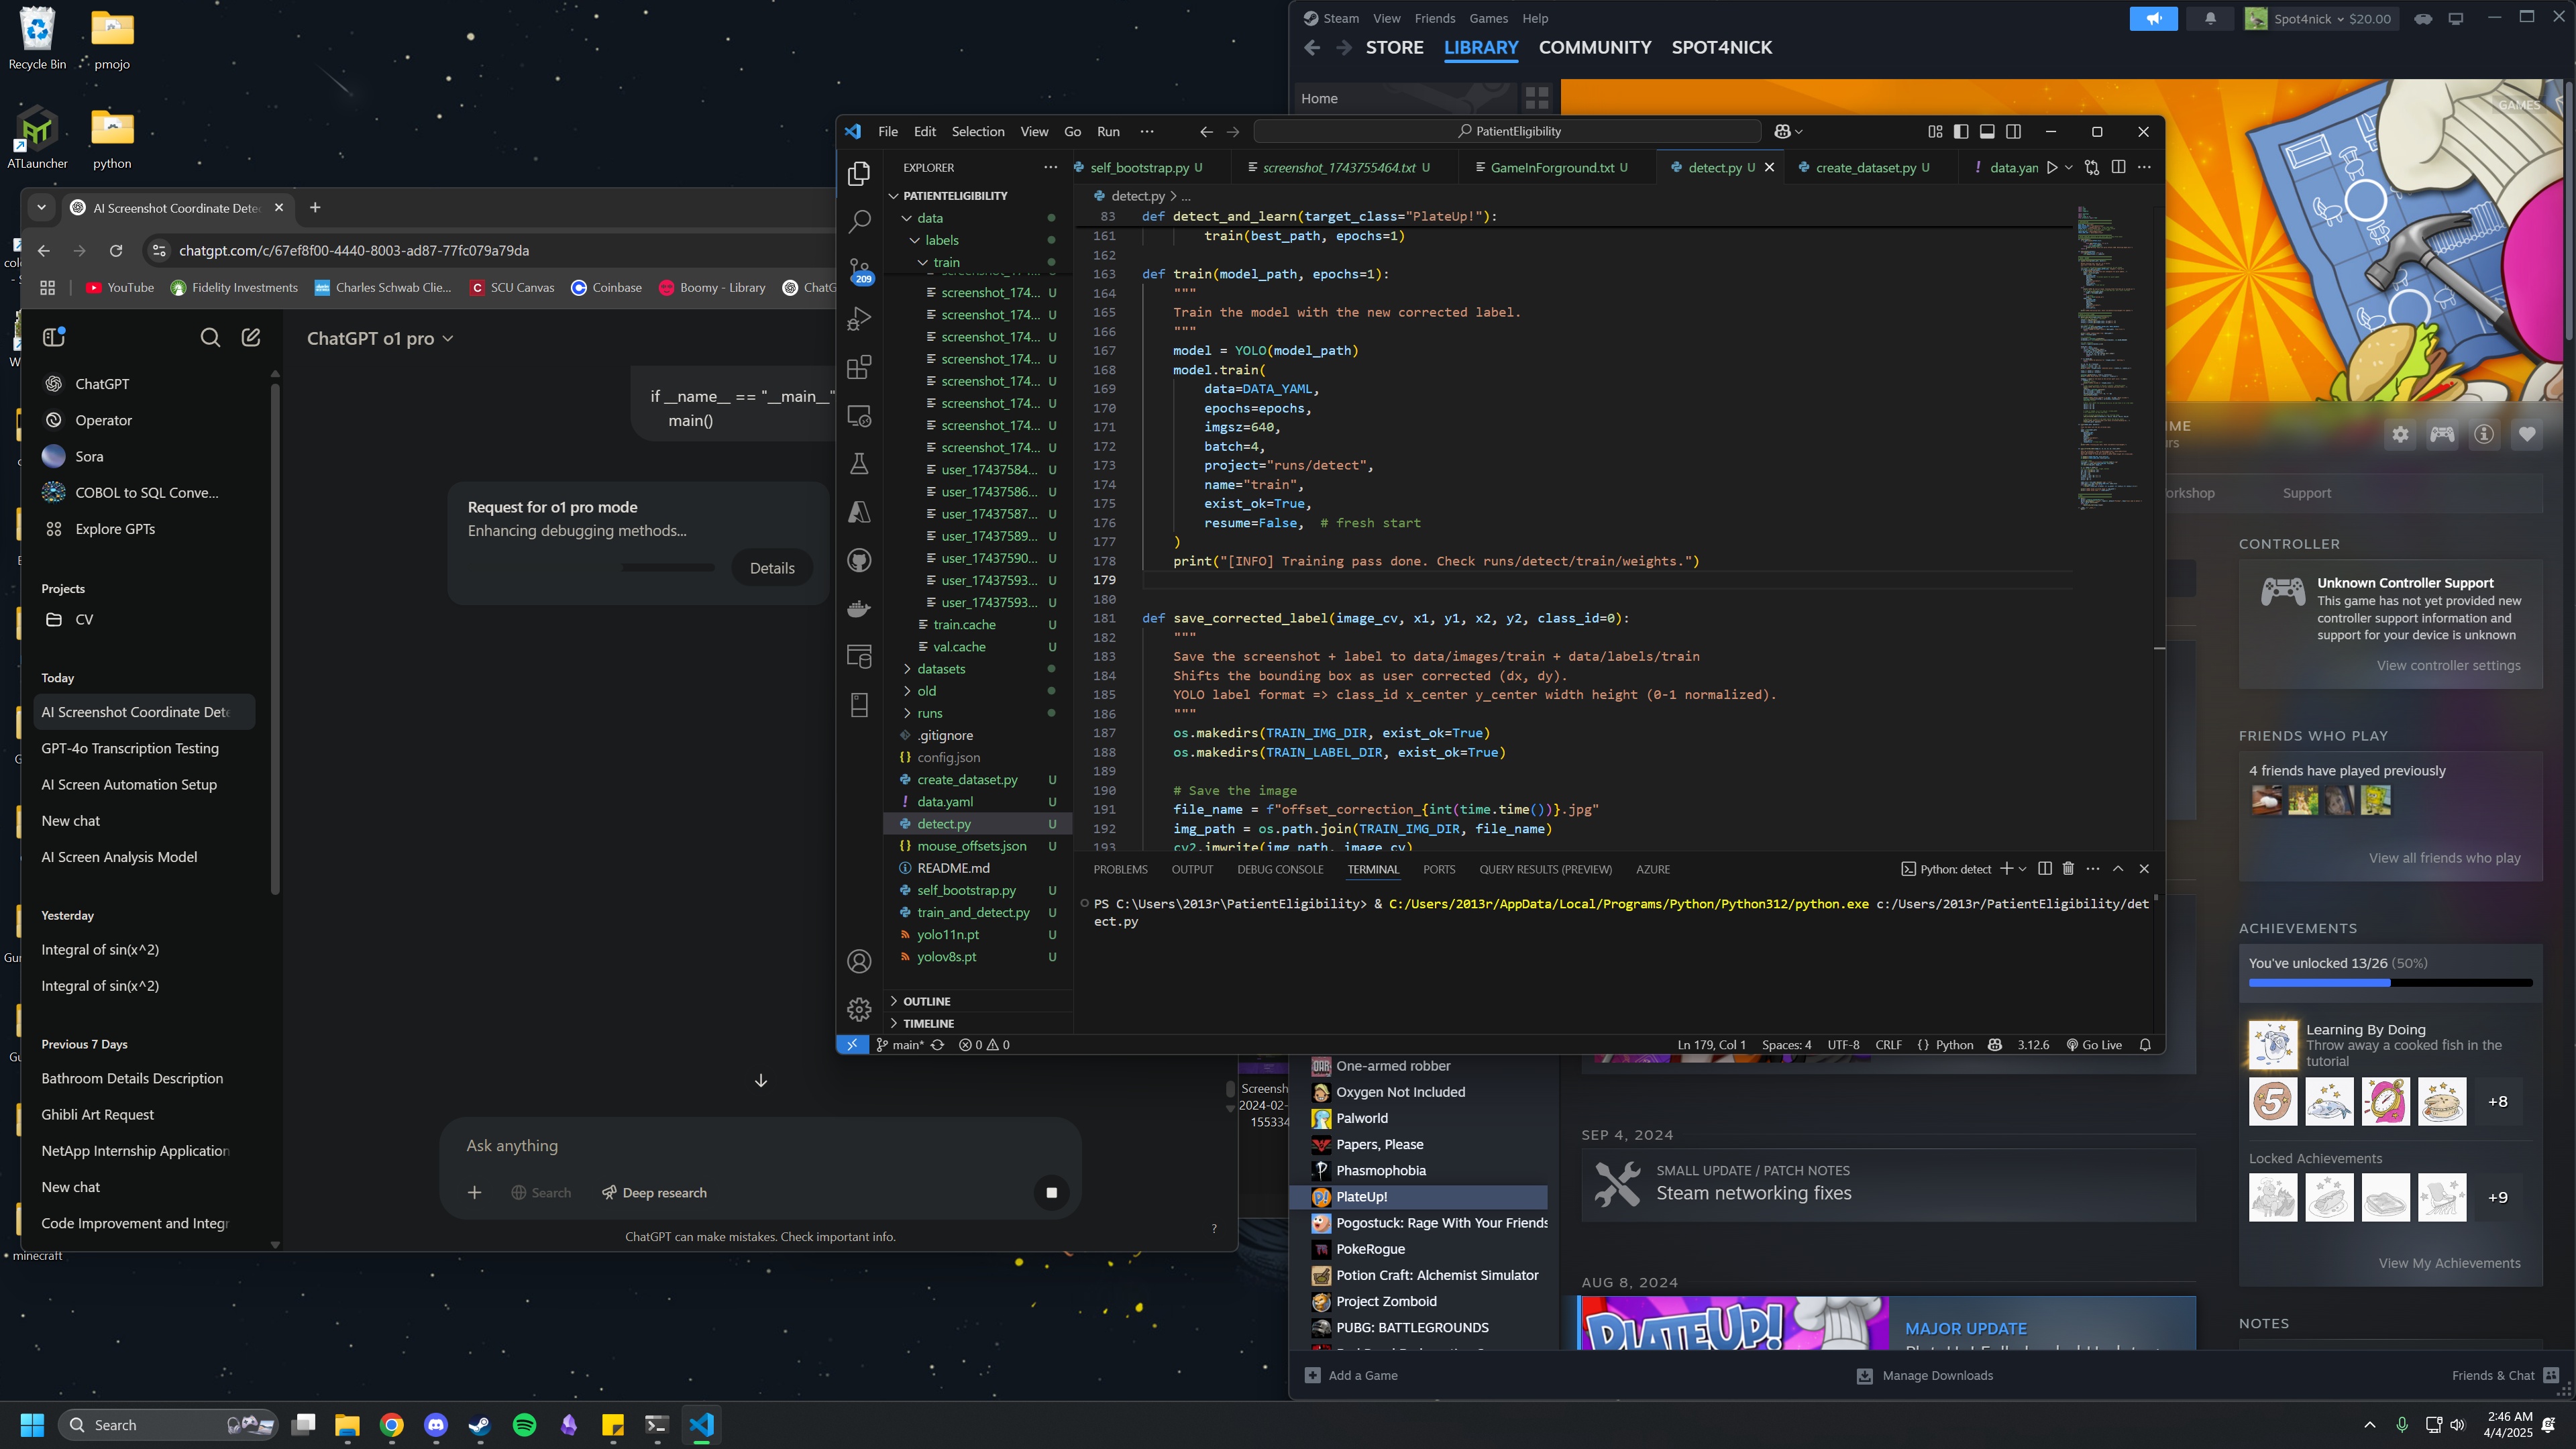 Recycle Bin
pmojo
ATLauncher
python
minecraft
AI Screenshot Coordinate Dete
chatgpt.com/c/67ef8f00-4440-8003-ad87-77fc079a79da
YouTube
Fidelity Investments
Charles Schwab Clie...
SCU Canvas
Coinbase
Boomy - Library
ChatG
ChatGPT o1 pro
ChatGPT
Operator
Sora
COBOL to SQL Conve...
Explore GPTs
Projects
CV
Today
AI Screenshot Coordinate Dete
GPT-4o Transcription Testing
AI Screen Automation Setup
New chat
AI Screen Analysis Model
Yesterday
Integral of sin(x^2)
Integral of sin(x^2)
Previous 7 Days
Bathroom Details Description
Ghibli Art Request
NetApp Internship Application
New chat
Code Improvement and Integr
if __name__ == "__main__"
main()
Request for o1 pro mode
Enhancing debugging methods...
Details
Ask anything
Search
Deep research
ChatGPT can make mistakes. Check important info.
?
Screensh
2024-02-
155334
File Edit Selection View Go Run ···
PatientEligibility
EXPLORER
PATIENTELIGIBILITY
data
labels
train
screenshot_174... U
screenshot_174... U
screenshot_174... U
screenshot_174... U
screenshot_174... U
screenshot_174... U
screenshot_174... U
screenshot_174... U
user_17437584... U
user_17437586... U
user_17437587... U
user_17437589... U
user_17437590... U
user_17437593... U
user_17437593... U
train.cache U
val.cache U
datasets
old
runs
.gitignore
config.json
create_dataset.py U
data.yaml U
detect.py U
mouse_offsets.json U
README.md
self_bootstrap.py U
train_and_detect.py U
yolo11n.pt U
yolov8s.pt U
OUTLINE
TIMELINE
209
self_bootstrap.py U
screenshot_1743755464.txt U
GameInForground.txt U
detect.py U
create_dataset.py U
data.yan
detect.py > ...
83 def detect_and_learn(target_class="PlateUp!"):
161 train(best_path, epochs=1)
162
163 def train(model_path, epochs=1):
164 """
165 Train the model with the new corrected label.
166 """
167 model = YOLO(model_path)
168 model.train(
169 data=DATA_YAML,
170 epochs=epochs,
171 imgsz=640,
172 batch=4,
173 project="runs/detect",
174 name="train",
175 exist_ok=True,
176 resume=False, # fresh start
177 )
178 print("[INFO] Training pass done. Check runs/detect/train/weights.")
179
180
181 def save_corrected_label(image_cv, x1, y1, x2, y2, class_id=0):
182 """
183 Save the screenshot + label to data/images/train + data/labels/train
184 Shifts the bounding box as user corrected (dx, dy).
185 YOLO label format => class_id x_center y_center width height (0-1 normalized).
186 """
187 os.makedirs(TRAIN_IMG_DIR, exist_ok=True)
188 os.makedirs(TRAIN_LABEL_DIR, exist_ok=True)
189
190 # Save the image
191 file_name = f"offset_correction_{int(time.time())}.jpg"
192 img_path = os.path.join(TRAIN_IMG_DIR, file_name)
193 cv2.imwrite(img_path, image_cv)
PROBLEMS OUTPUT DEBUG CONSOLE TERMINAL PORTS QUERY RESULTS (PREVIEW) AZURE
Python: detect
PS C:\Users\2013r\PatientEligibility> & C:/Users/2013r/AppData/Local/Programs/Python/Python312/python.exe c:/Users/2013r/PatientEligibility/det
ect.py
main* 0 0
Ln 179, Col 1 Spaces: 4 UTF-8 CRLF {} Python 3.12.6 Go Live
Steam View Friends Games Help
Spot4nick $20.00
STORE LIBRARY COMMUNITY SPOT4NICK
Home
GAMES
orkshop
Support
CONTROLLER
Unknown Controller Support
This game has not yet provided new
controller support information and
support for your device is unknown
View controller settings
FRIENDS WHO PLAY
4 friends have played previously
View all friends who play
ACHIEVEMENTS
You've unlocked 13/26 (50%)
Learning By Doing
Throw away a cooked fish in the
tutorial
+8
Locked Achievements
+9
View My Achievements
NOTES
One-armed robber
Oxygen Not Included
Palworld
Papers, Please
Phasmophobia
PlateUp!
Pogostuck: Rage With Your Friends
PokeRogue
Potion Craft: Alchemist Simulator
Project Zomboid
PUBG: BATTLEGROUNDS
SEP 4, 2024
SMALL UPDATE / PATCH NOTES
Steam networking fixes
AUG 8, 2024
PLATEUP!
MAJOR UPDATE
Add a Game
Manage Downloads
Friends & Chat
Search
2:46 AM
4/4/2025